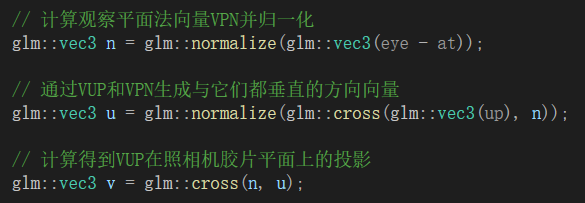 // 计算观察平面法向量VPN并归一化
glm::vec3 n = glm::normalize(glm::vec3(eye - at));
// 通过VUP和VPN生成与它们都垂直的方向向量
glm::vec3 u = glm::normalize(glm::cross(glm::vec3(up), n));
// 计算得到VUP在照相机胶片平面上的投影
glm::vec3 v = glm::cross(n, u);